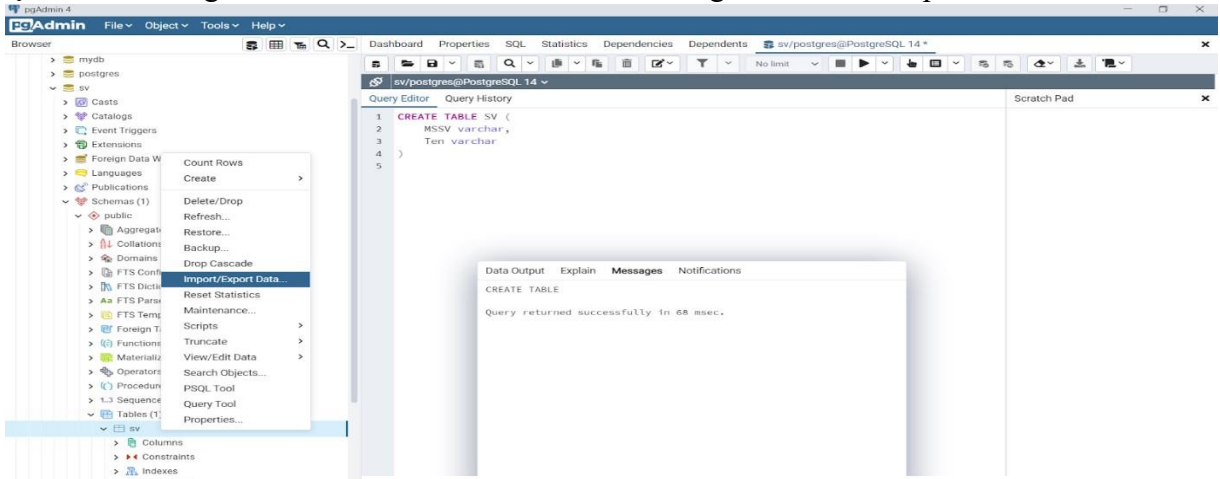 pgAdmin 4
pgAdmin File Object Tools Help
Browser
Dashboard Properties SQL Statistics Dependencies Dependents sv/postgres@PostgreSQL 14 *
mydb
postgres
sv
Casts
Catalogs
Event Triggers
Extensions
Foreign Data W
Languages
Publications
Schemas (1)
public
Aggregat
Collations
Domains
FTS Confi
FTS Dicti
Aa FTS Parse
FTS Temp
Foreign T
Functions
Materializ
Operators
Procedur
1..3 Sequence
Tables (1)
sv
Columns
Constraints
Indexes
Count Rows
Create
Delete/Drop
Refresh...
Restore...
Backup...
Drop Cascade
Import/Export Data...
Reset Statistics
Maintenance...
Scripts
Truncate
View/Edit Data
Search Objects...
PSQL Tool
Query Tool
Properties...
No limit
sv/postgres@PostgreSQL 14
Query Editor Query History
Scratch Pad
1 CREATE TABLE SV (
2 MSSV varchar,
3 Ten varchar
4 )
5
Data Output Explain Messages Notifications
CREATE TABLE
Query returned successfully in 68 msec.